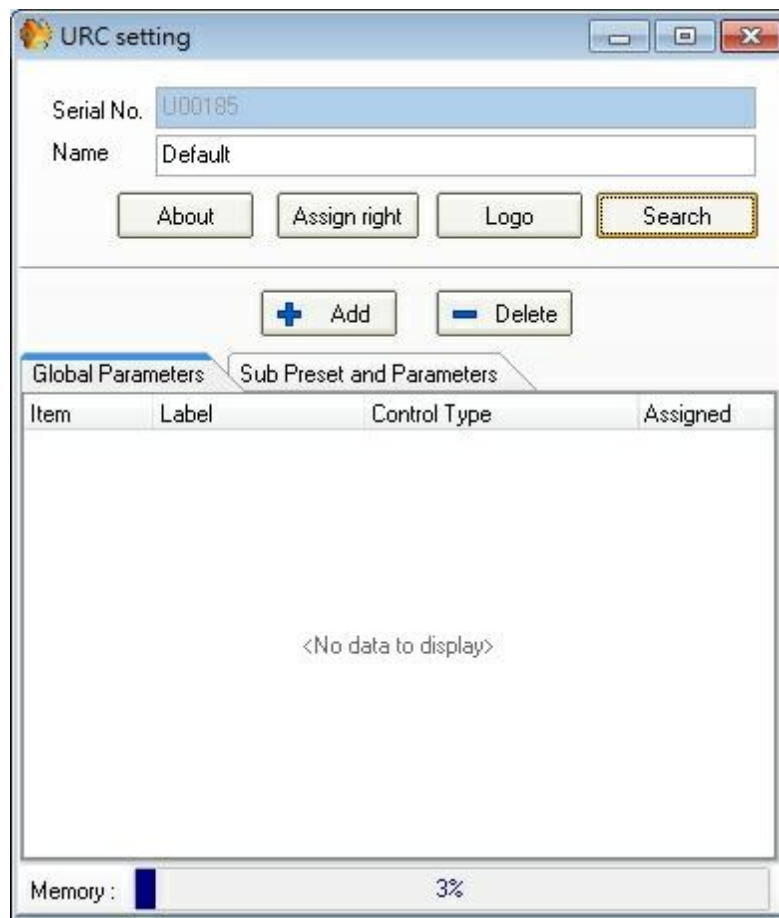 URC setting
Serial No. U00185
Name Default
About Assign right Logo Search
Add Delete
Global Parameters Sub Preset and Parameters
Item Label Control Type Assigned
<No data to display>
Memory : 3%